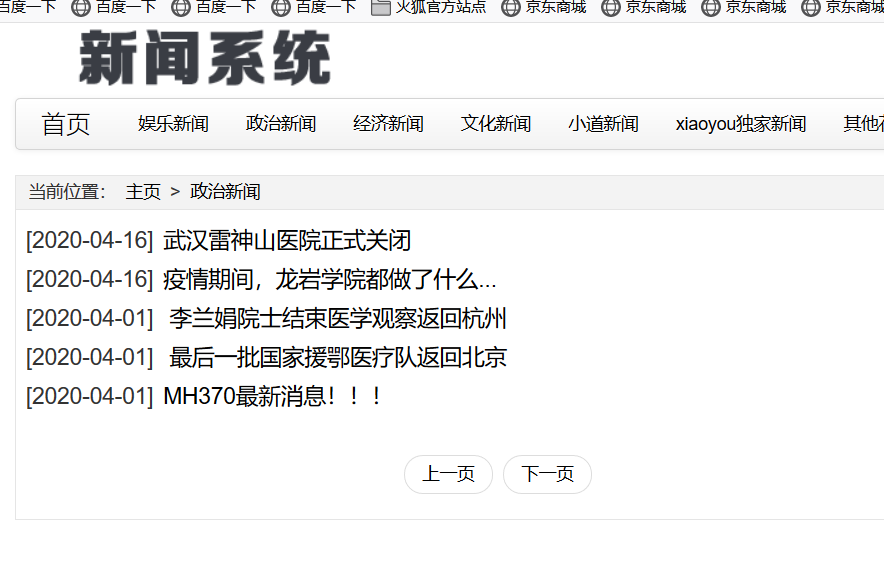 百度一下 百度一下 百度一下 百度一下 火狐官方站点 京东商城 京东商城 京东商城 京东商城
新闻系统
首页 娱乐新闻 政治新闻 经济新闻 文化新闻 小道新闻 xiaoyou独家新闻 其他
当前位置： 主页 > 政治新闻
[2020-04-16] 武汉雷神山医院正式关闭
[2020-04-16] 疫情期间，龙岩学院都做了什么...
[2020-04-01] 李兰娟院士结束医学观察返回杭州
[2020-04-01] 最后一批国家援鄂医疗队返回北京
[2020-04-01] MH370最新消息！！！
上一页 下一页